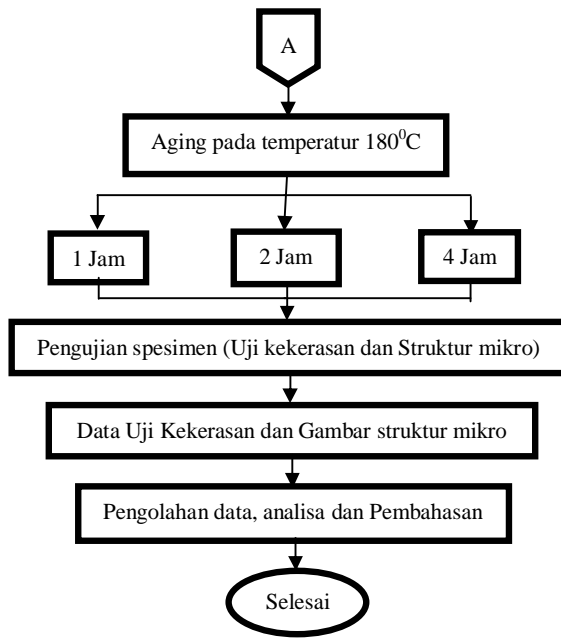 A
Aging pada temperatur 180⁰C
1 Jam
2 Jam
4 Jam
Pengujian spesimen (Uji kekerasan dan Struktur mikro)
Data Uji Kekerasan dan Gambar struktur mikro
Pengolahan data, analisa dan Pembahasan
Selesai